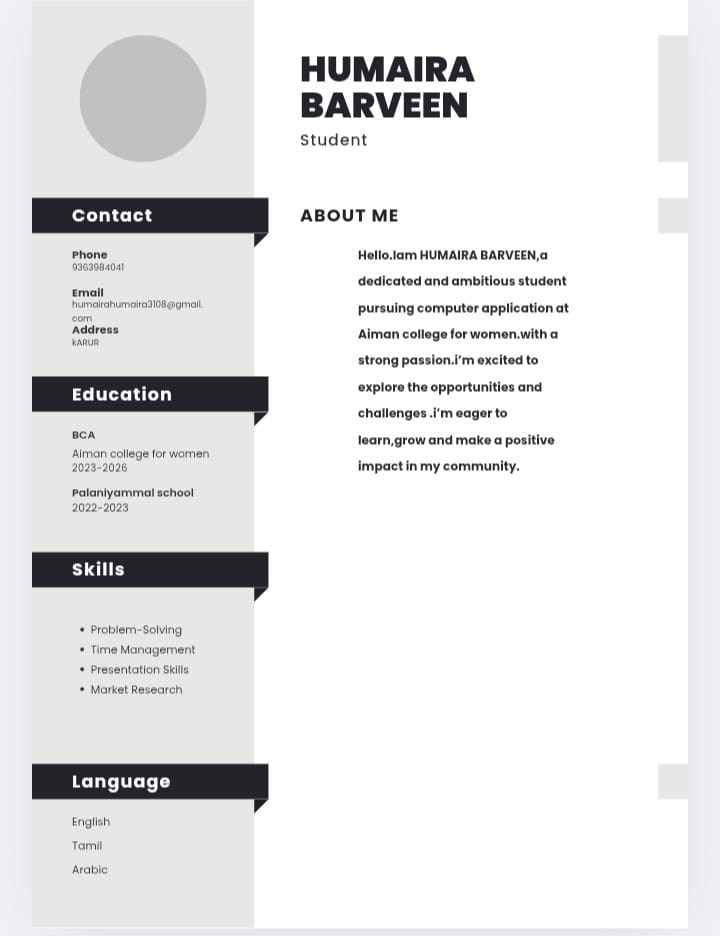 HUMAIRA
BARVEEN
Student
Contact
Phone
936398404!
Email
humairahumaira3108@gmail.
com
Address
kARUR
Education
BCA
Aiman college for women
2023-2026
Palaniyammal school
2022-2023
Skills
• Problem-Solving
• Time Management
• Presentation Skills
• Market Research
Language
English
Tamil
Arabic
ABOUT ME
Hello.Iam HUMAIRA BARVEEN,a
dedicated and ambitious student
pursuing computer application at
Aiman college for women.with a
strong passion.i'm excited to
explore the opportunities and
challenges .i'm eager to
learn,grow and make a positive
impact in my community.